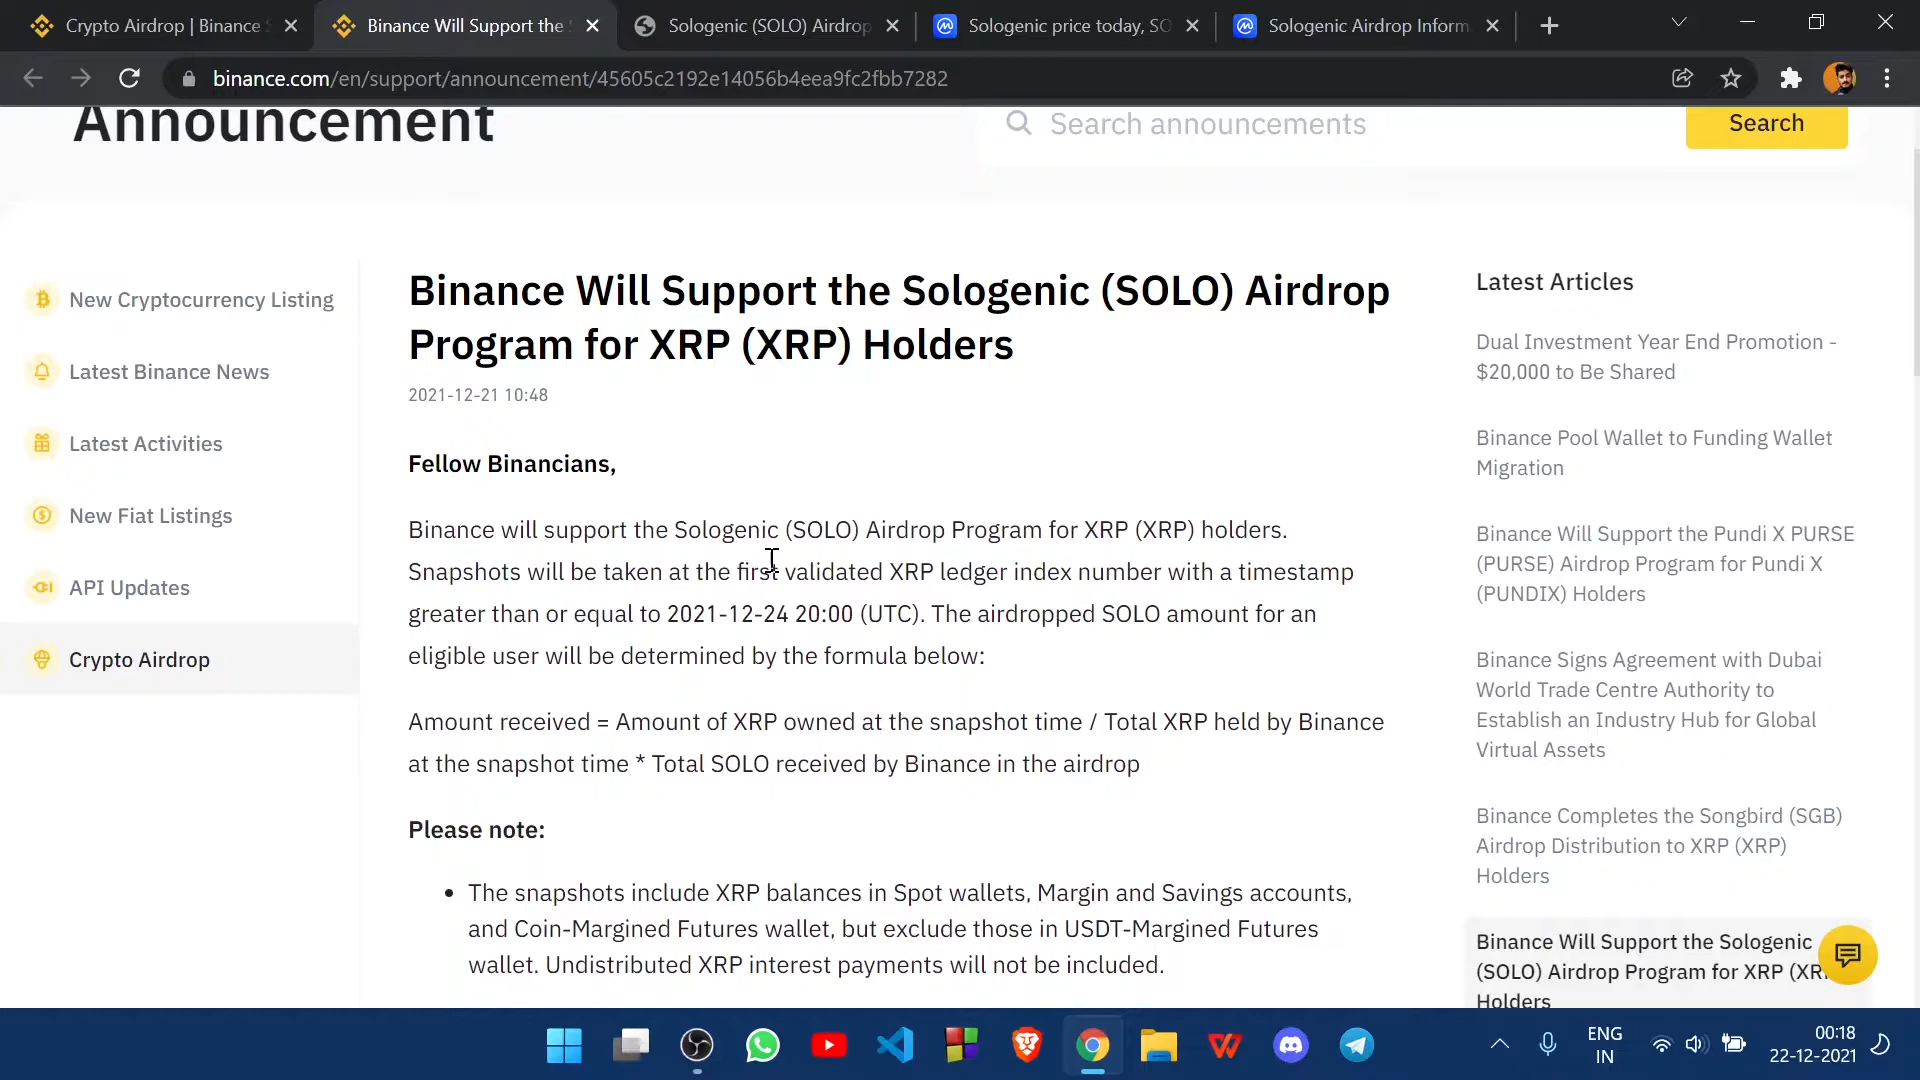 Crypto Airdrop | Binance S
Binance Will Support the S
Sologenic (SOLO) Airdrop
Sologenic price today, SO
Sologenic Airdrop Inform
binance.com/en/support/announcement/45605c2192e14056b4eea9fc2fbb7282
Announcement
Search announcements
Search
New Cryptocurrency Listing
Latest Binance News
Latest Activities
New Fiat Listings
API Updates
Crypto Airdrop
Binance Will Support the Sologenic (SOLO) Airdrop
Program for XRP (XRP) Holders
2021-12-21 10:48
Fellow Binancians,
Binance will support the Sologenic (SOLO) Airdrop Program for XRP (XRP) holders.
Snapshots will be taken at the first validated XRP ledger index number with a timestamp
greater than or equal to 2021-12-24 20:00 (UTC). The airdropped SOLO amount for an
eligible user will be determined by the formula below:
Amount received = Amount of XRP owned at the snapshot time / Total XRP held by Binance
at the snapshot time * Total SOLO received by Binance in the airdrop
Please note:
• The snapshots include XRP balances in Spot wallets, Margin and Savings accounts,
and Coin-Margined Futures wallet, but exclude those in USDT-Margined Futures
wallet. Undistributed XRP interest payments will not be included.
Latest Articles
Dual Investment Year End Promotion -
$20,000 to Be Shared
Binance Pool Wallet to Funding Wallet
Migration
Binance Will Support the Pundi X PURSE
(PURSE) Airdrop Program for Pundi X
(PUNDIX) Holders
Binance Signs Agreement with Dubai
World Trade Centre Authority to
Establish an Industry Hub for Global
Virtual Assets
Binance Completes the Songbird (SGB)
Airdrop Distribution to XRP (XRP)
Holders
Binance Will Support the Sologenic
(SOLO) Airdrop Program for XRP (XR
Holders
ENG
IN
00:18
22-12-2021